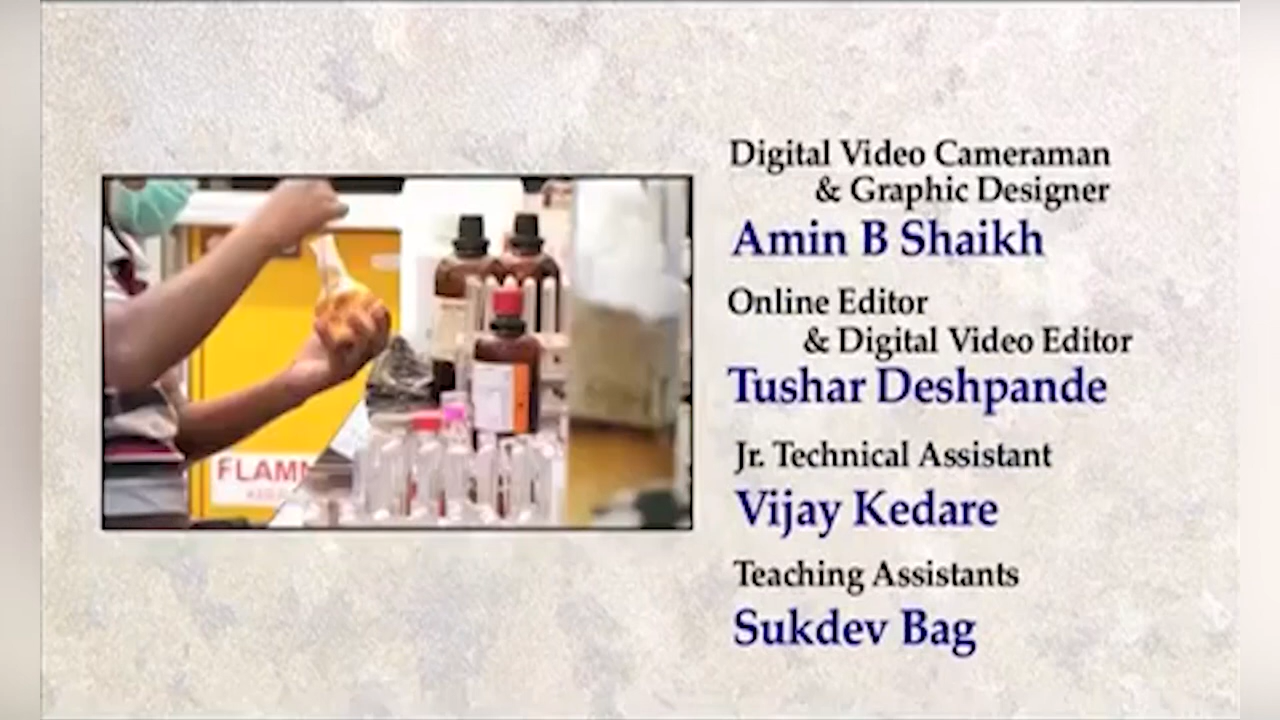 Digital Video Cameraman
& Graphic Designer
Amin B Shaikh
Online Editor
& Digital Video Editor
Tushar Deshpande
Jr. Technical Assistant
Vijay Kedare
Teaching Assistants
Sukdev Bag
FLAM